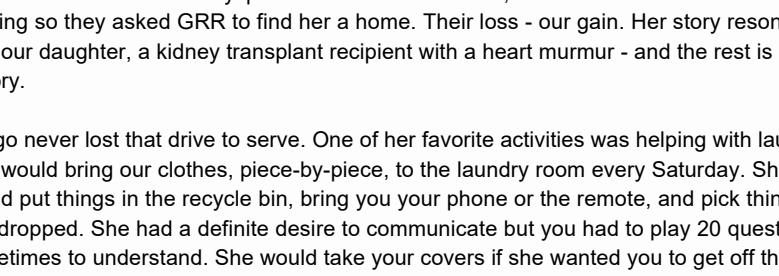 ing so they asked GRR to find her a home. Their loss - our gain. Her story reson
our daughter, a kidney transplant recipient with a heart murmur - and the rest is
ry.
go never lost that drive to serve. One of her favorite activities was helping with lau
would bring our clothes, piece-by-piece, to the laundry room every Saturday. Sh
d put things in the recycle bin, bring you your phone or the remote, and pick thin
dropped. She had a definite desire to communicate but you had to play 20 quest
etimes to understand. She would take your covers if she wanted you to get off th